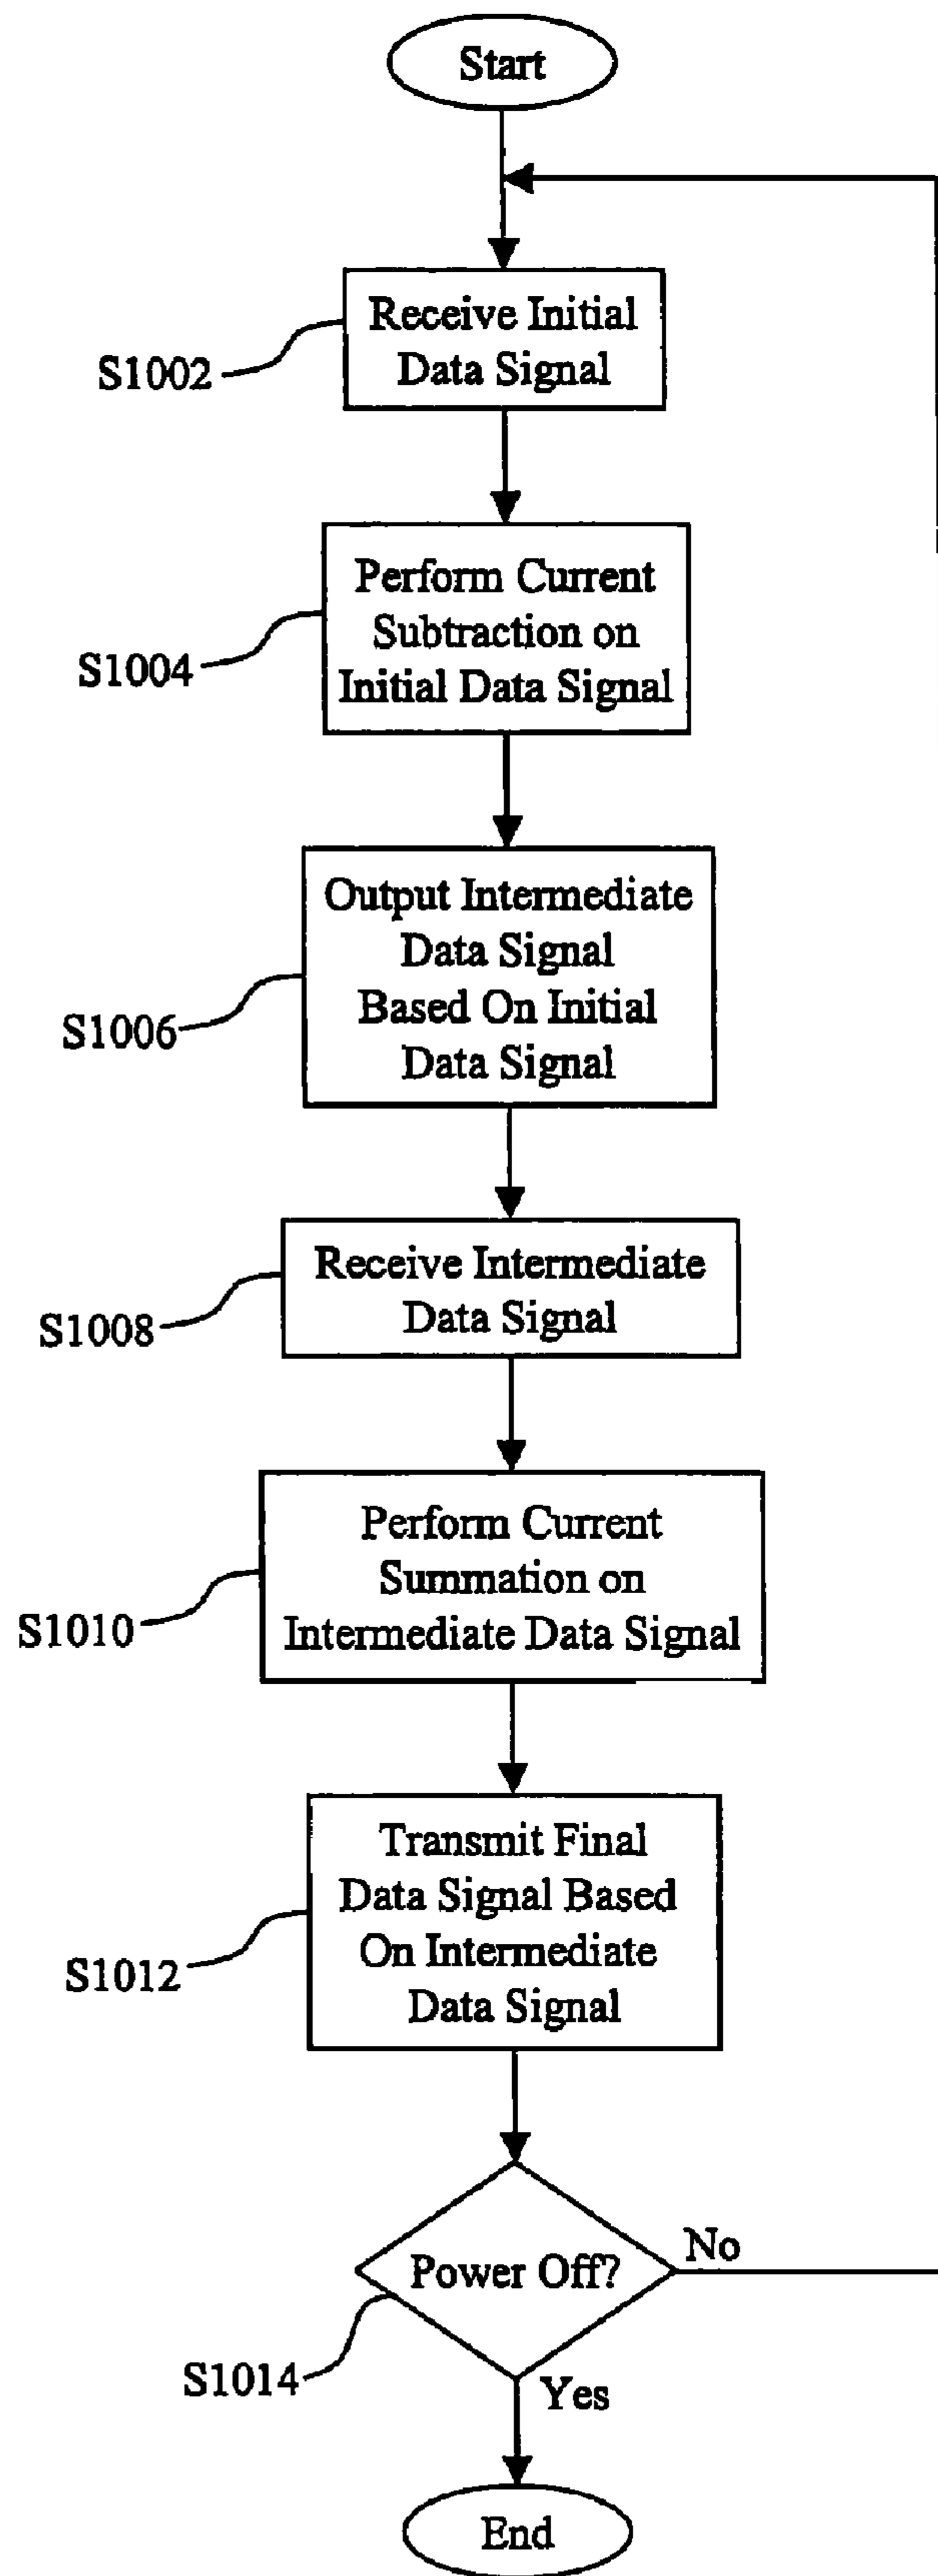 Start
Receive Initial
Data Signal
S1002
Perform Current
Subtraction on
Initial Data Signal
S1004
Output Intermediate
Data Signal
Based On Initial
Data Signal
S1006
Receive Intermediate
Data Signal
S1008
Perform Current
Summation on
Intermediate Data Signal
S1010
Transmit Final
Data Signal Based
On Intermediate
Data Signal
S1012
Power Off?
No
S1014
Yes
End